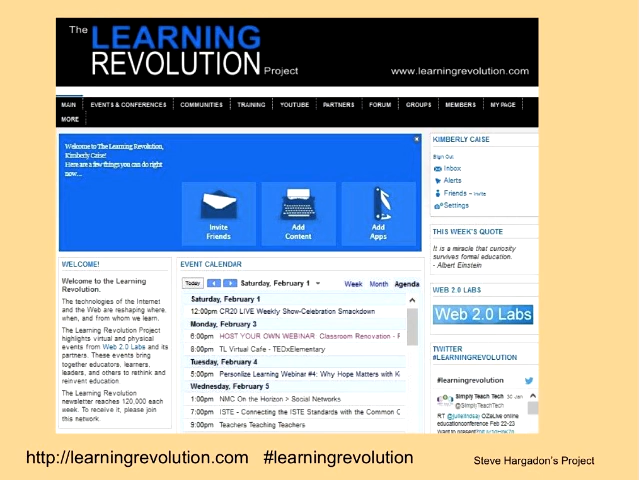 The LEARNING
REVOLUTION Project
www.learningrevolution.com
MAIN EVENTS & CONFERENCES COMMUNITIES TRAINING YOUTUBE PARTNERS FORUM GROUPS MEMBERS MY PAGE
MORE
Welcome to The Learning Revolution,
Kimberly Caise!
Here are a few things you can do right
now...
Invite
Friends
Add
Content
Add
Apps
KIMBERLY CAISE
Sign Out
Inbox
Alerts
Friends – Invite
Settings
THIS WEEK'S QUOTE
It is a miracle that curiosity
survives formal education.
- Albert Einstein
WEB 2.0 LABS
Web 2.0 Labs
TWITTER
#LEARNINGREVOLUTION
#learningrevolution
Simply Teach Tech 30 Jan
@SimplyTeachTech
RT @julielindsay OZeLive online
educationconference Feb 22-23
WELCOME!
Welcome to the Learning
Revolution.
The technologies of the Internet
and the Web are reshaping where,
when, and from whom we learn.
The Learning Revolution Project
highlights virtual and physical
events from Web 2.0 Labs and its
partners. These events bring
together educators, learners,
leaders, and others to rethink and
reinvent education
The Learning Revolution
newsletter reaches 120,000 each
week. To receive it, please join
this network.
EVENT CALENDAR
Today Saturday, February 1 Week Month Agenda
Saturday, February 1
12:00pm CR20 LIVE Weekly Show-Celebration Smackdown
Monday, February 3
6:00pm HOST YOUR OWN WEBINAR Classroom Renovation - F
8:00pm TL Virtual Cafe - TEDxElementary
Tuesday, February 4
5:00pm Personlize Learning Webinar #4: Why Hope Matters with K
Wednesday, February 5
1:00pm NMC On the Horizon > Social Networks
7:00pm ISTE - Connecting the ISTE Standards with the Common C
9:00pm Teachers Teaching Teachers
http://learningrevolution.com #learningrevolution
Steve Hargadon's Project